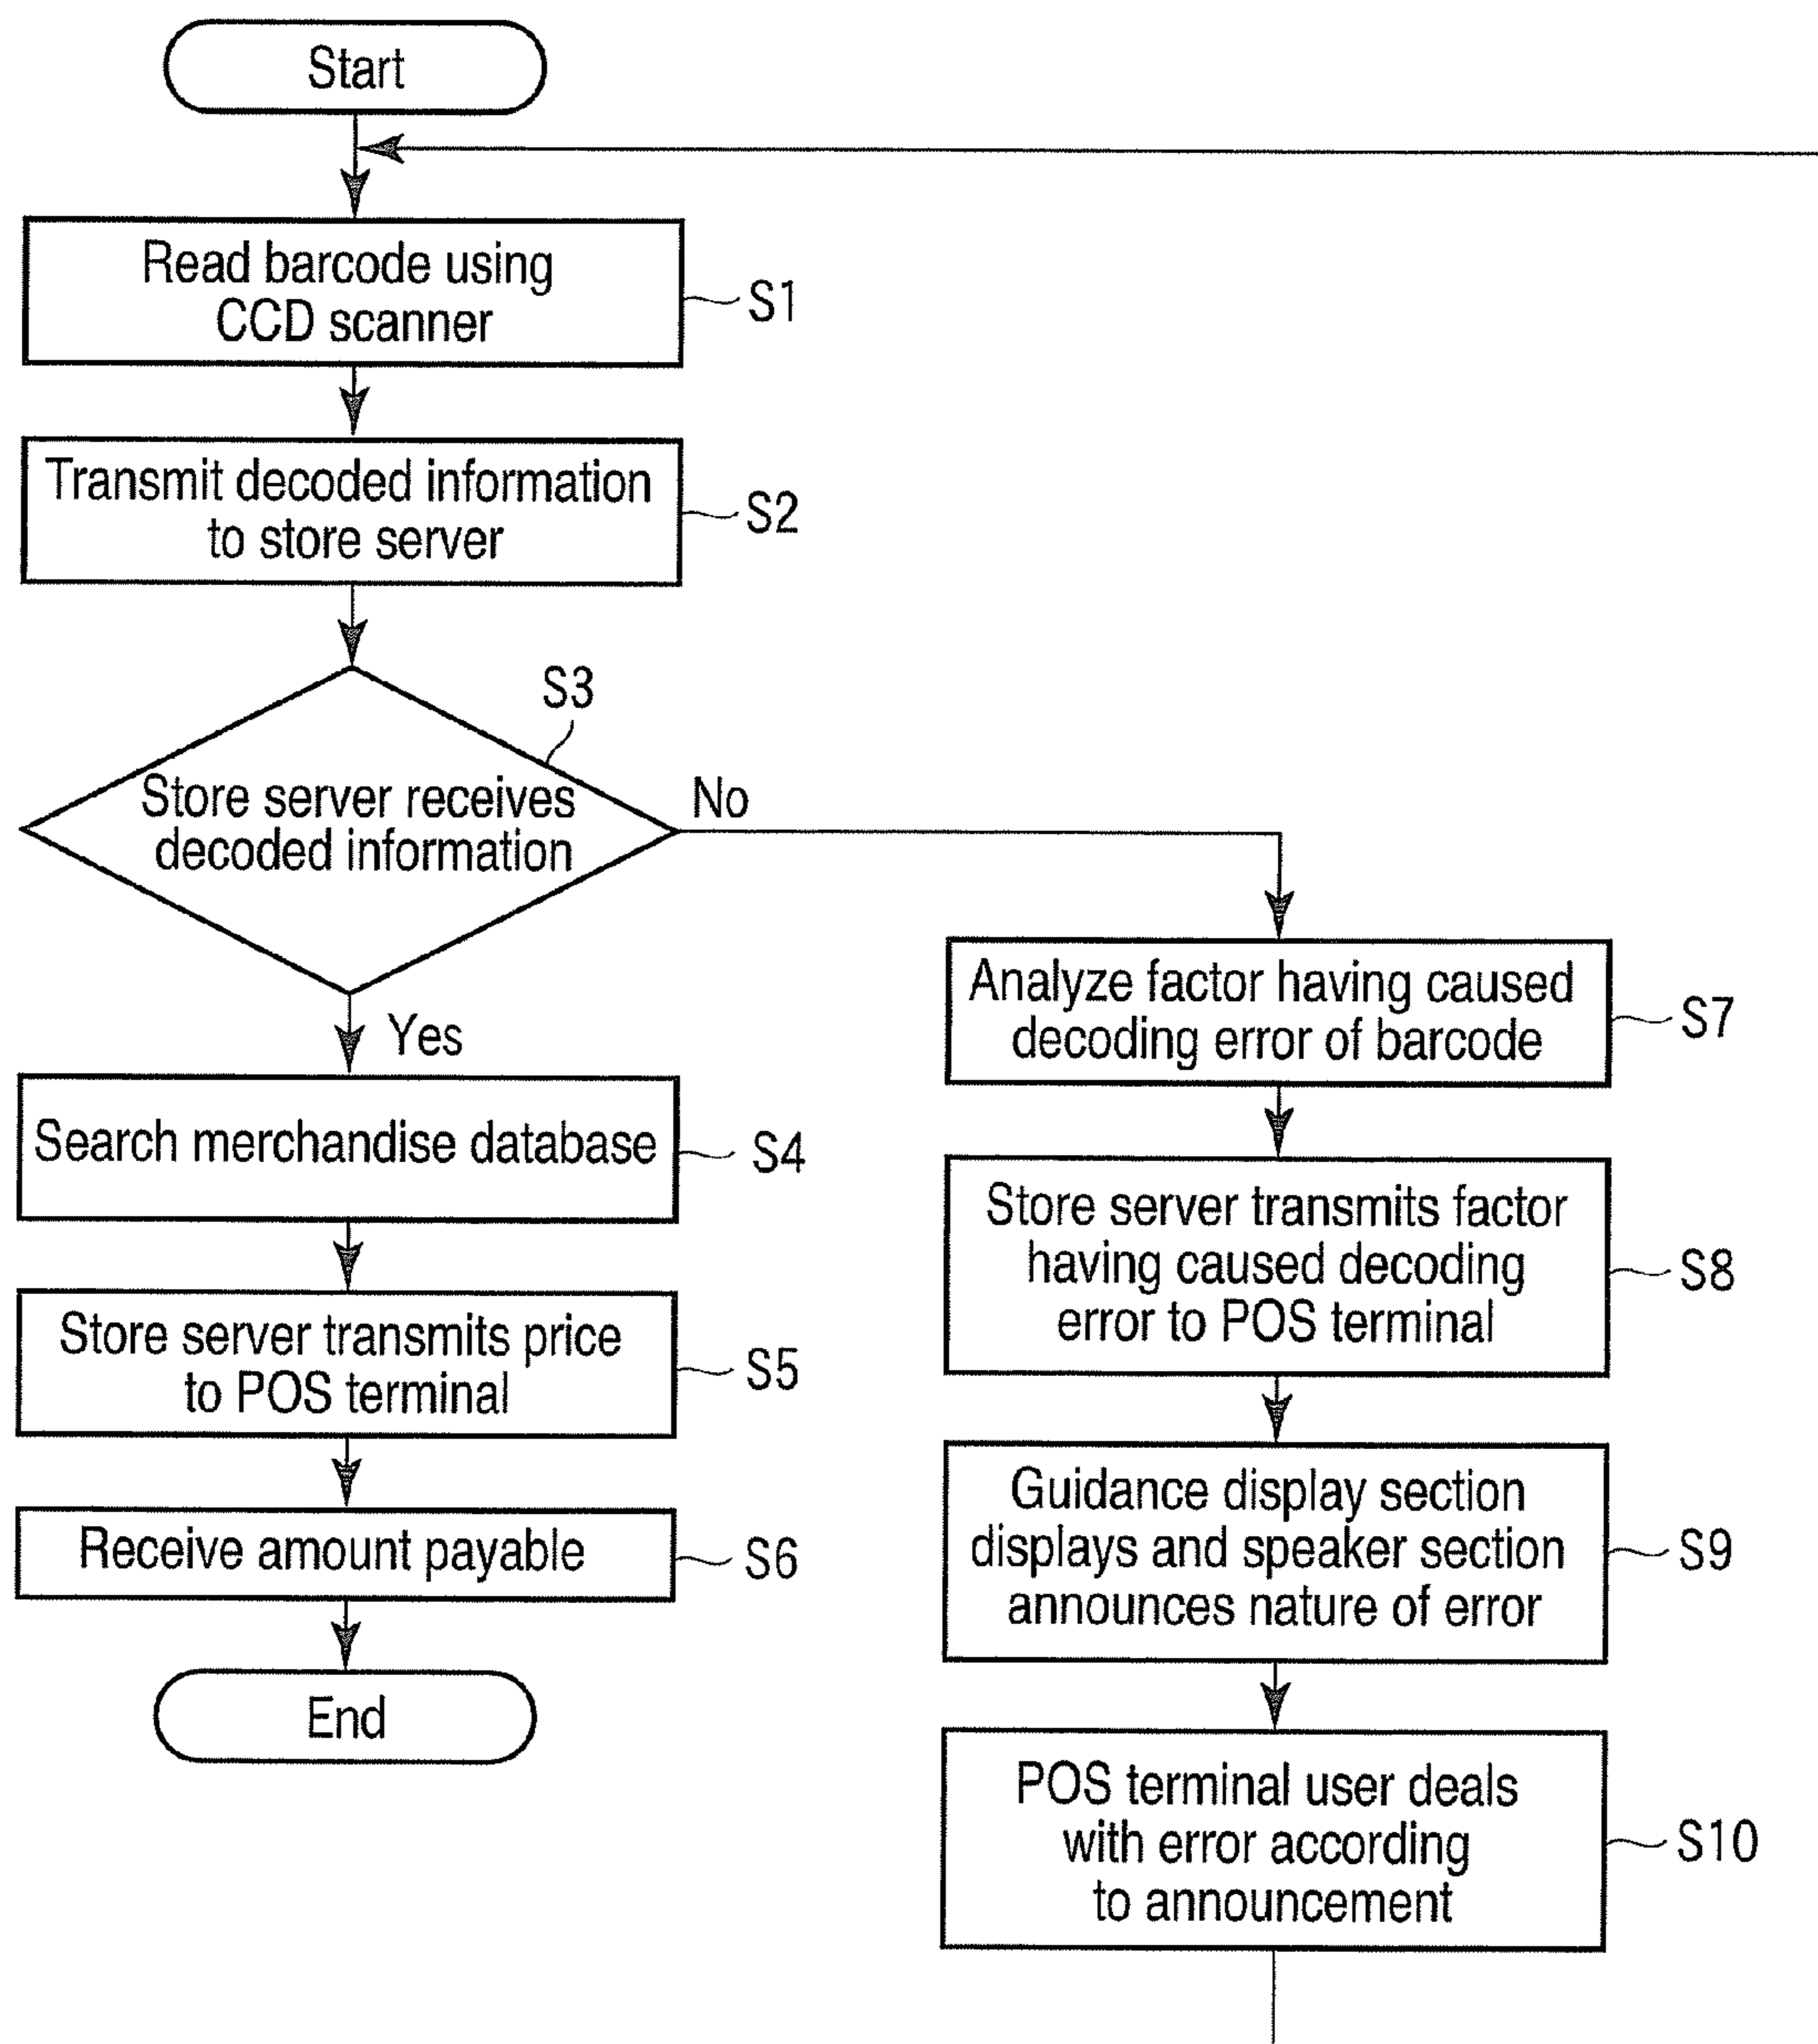 Start
Read barcode using
CCD scanner
S1
Transmit decoded information
to store server
S2
S3
Store server receives
decoded information
No
Yes
Search merchandise database
S4
Store server transmits price
to POS terminal
S5
Receive amount payable
S6
End
Analyze factor having caused
decoding error of barcode
S7
Store server transmits factor
having caused decoding
error to POS terminal
S8
Guidance display section
displays and speaker section
announces nature of error
S9
POS terminal user deals
with error according
to announcement
S10